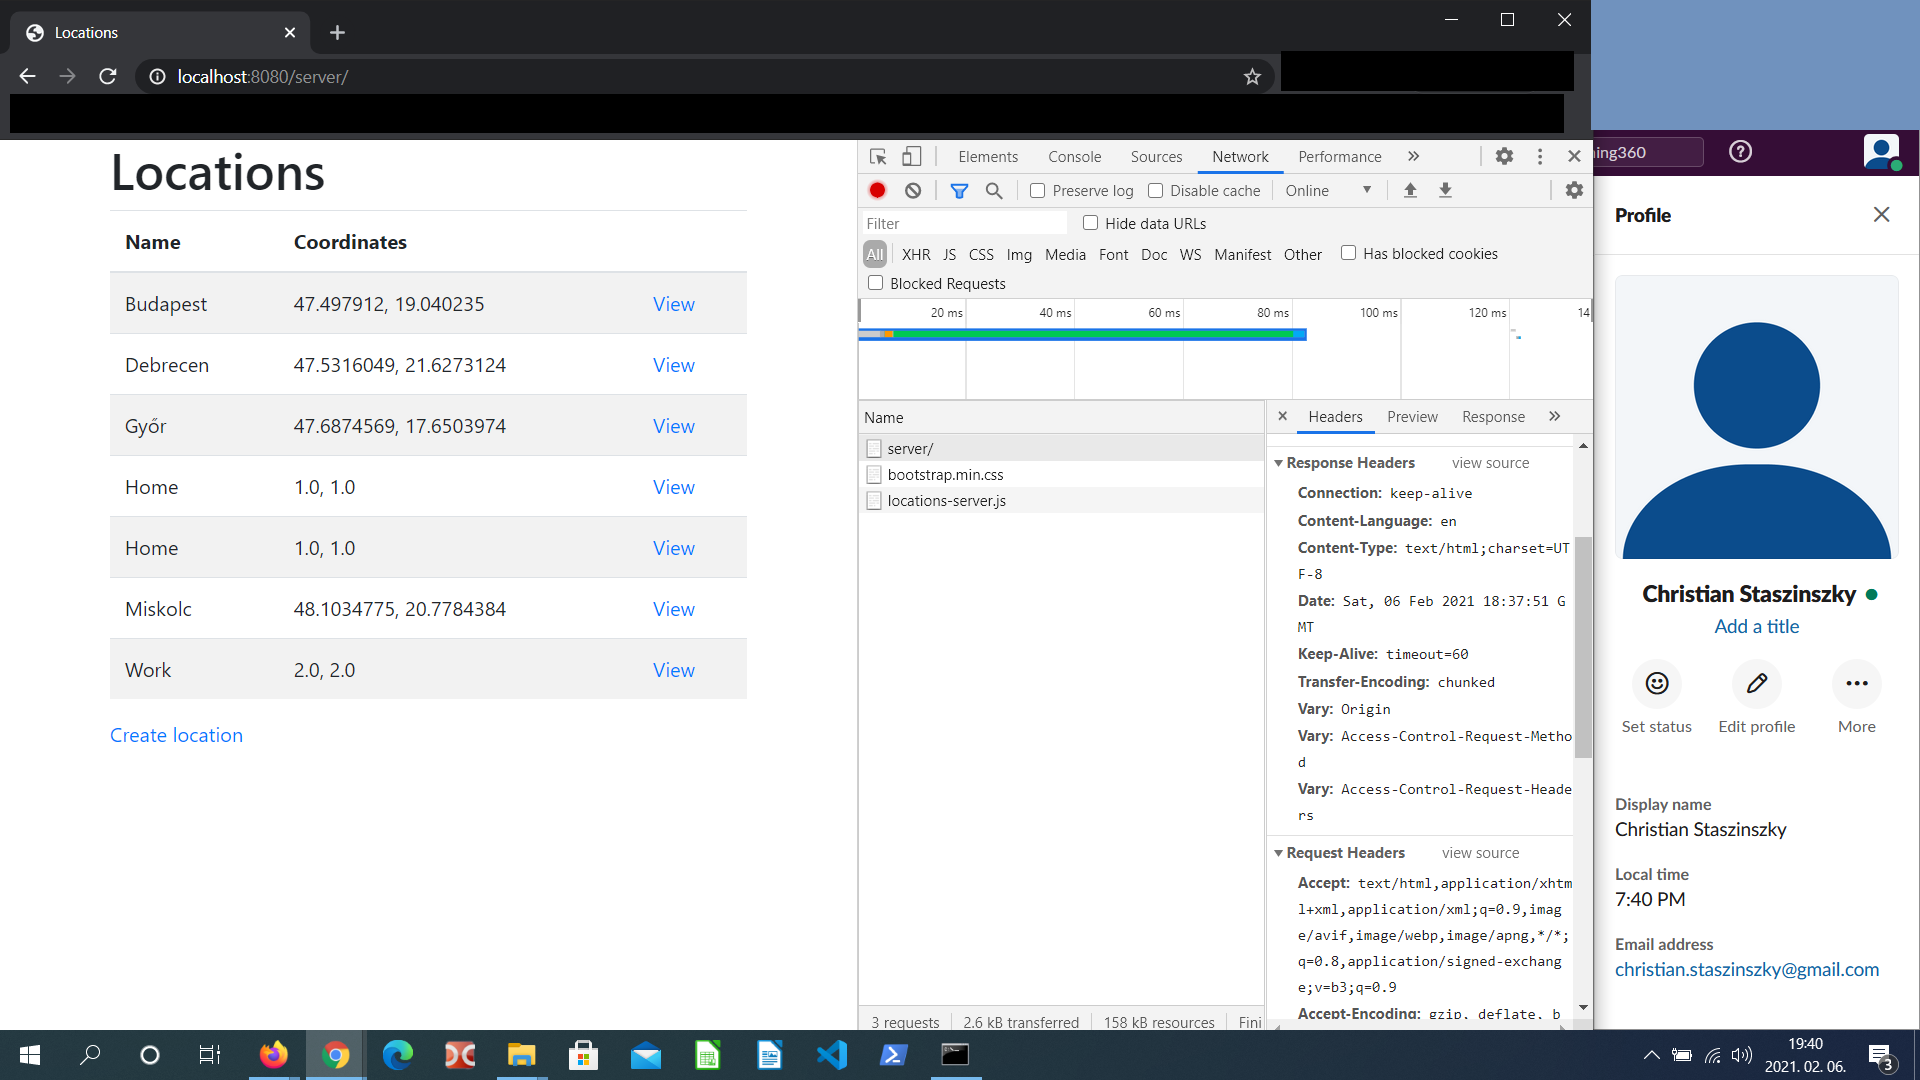 Locations
localhost:8080/server/
Locations
Name Coordinates
Budapest 47.497912, 19.040235 View
Debrecen 47.5316049, 21.6273124 View
Győr 47.6874569, 17.6503974 View
Home 1.0, 1.0 View
Home 1.0, 1.0 View
Miskolc 48.1034775, 20.7784384 View
Work 2.0, 2.0 View
Create location
Elements Console Sources Network Performance
Preserve log Disable cache Online
Filter Hide data URLs
All XHR JS CSS Img Media Font Doc WS Manifest Other Has blocked cookies
Blocked Requests
20 ms 40 ms 60 ms 80 ms 100 ms 120 ms 14
Name
server/
bootstrap.min.css
locations-server.js
3 requests 2.6 kB transferred 158 kB resources Fini
Headers Preview Response
Response Headers view source
Connection: keep-alive
Content-Language: en
Content-Type: text/html;charset=UT
F-8
Date: Sat, 06 Feb 2021 18:37:51 G
MT
Keep-Alive: timeout=60
Transfer-Encoding: chunked
Vary: Origin
Vary: Access-Control-Request-Metho
d
Vary: Access-Control-Request-Heade
rs
Request Headers view source
Accept: text/html,application/xhtm
l+xml,application/xml;q=0.9,imag
e/avif,image/webp,image/apng,*/*;
q=0.8,application/signed-exchang
e;v=b3;q=0.9
Accept-Encoding: gzip, deflate, b
ing360
Profile
Christian Staszinszky
Add a title
Set status Edit profile More
Display name
Christian Staszinszky
Local time
7:40 PM
Email address
christian.staszinszky@gmail.com
19:40
2021. 02. 06.
3